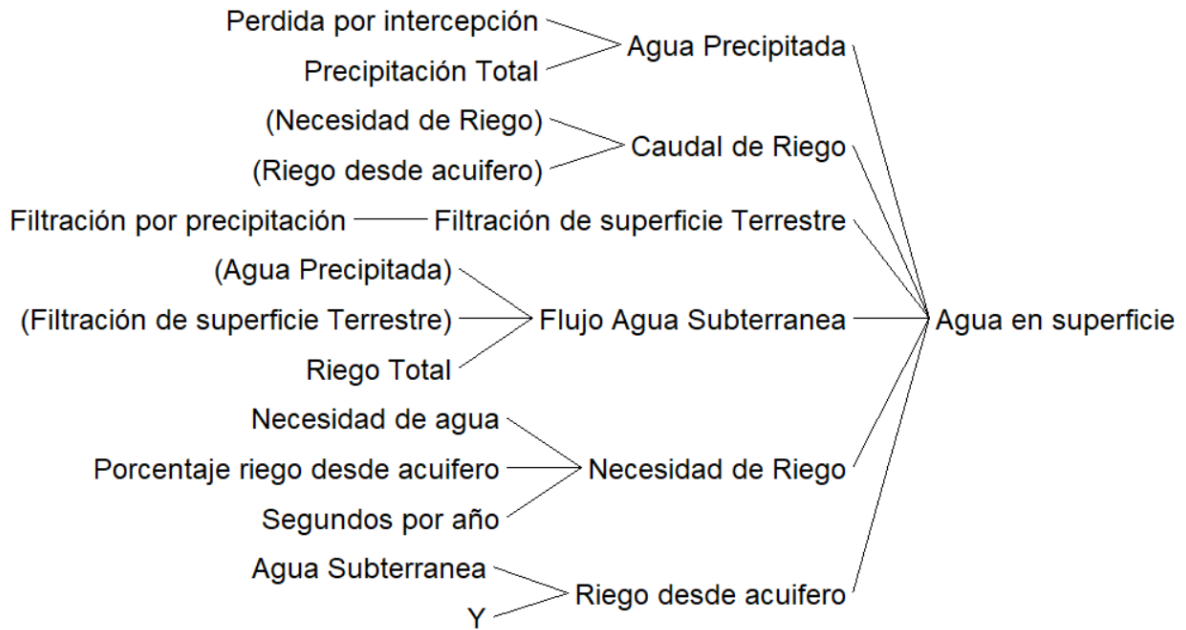 Perdida por intercepción
Agua Precipitada
Precipitación Total
(Necesidad de Riego)
Caudal de Riego
(Riego desde acuifero)
Filtración por precipitación
Filtración de superficie Terrestre
(Agua Precipitada)
(Filtración de superficie Terrestre)
Flujo Agua Subterranea
Agua en superficie
Riego Total
Necesidad de agua
Porcentaje riego desde acuifero
Necesidad de Riego
Segundos por año
Agua Subterranea
Riego desde acuifero
Y